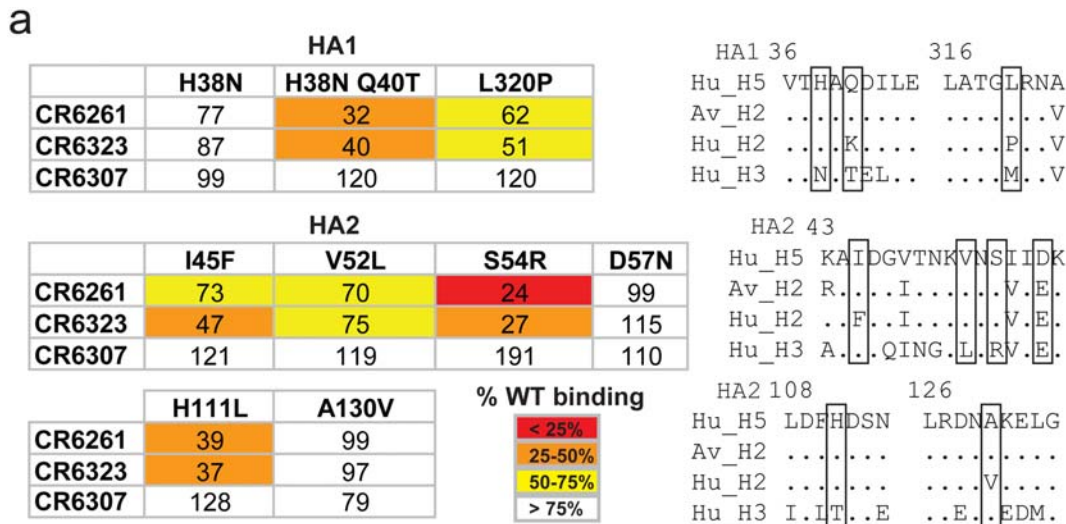 a
HA1
H38N H38N Q40T L320P
CR6261 77 32 62
CR6323 87 40 51
CR6307 99 120 120
HA1 36 316
Hu_H5 VTHAQDILE LATGLRNA
Av_H2 ......... .......V
Hu_H2 ....K.... ....P..V
Hu_H3 ..N.TEL.. ....M..V
HA2
I45F V52L S54R D57N
CR6261 73 70 24 99
CR6323 47 75 27 115
CR6307 121 119 191 110
HA2 43
Hu_H5 KAIDGVTNKVNSIIDK
Av_H2 R....I......V.E.
Hu_H2 ..F..I......V.E.
Hu_H3 A...QING.L.RV.E.
H111L A130V
CR6261 39 99
CR6323 37 97
CR6307 128 79
% WT binding
< 25%
25-50%
50-75%
> 75%
HA2 108 126
Hu_H5 LDFHDSN LRDNAKELG
Av_H2 ....... .........
Hu_H2 ....... ....V....
Hu_H3 I.LT..E ..E..EDM.